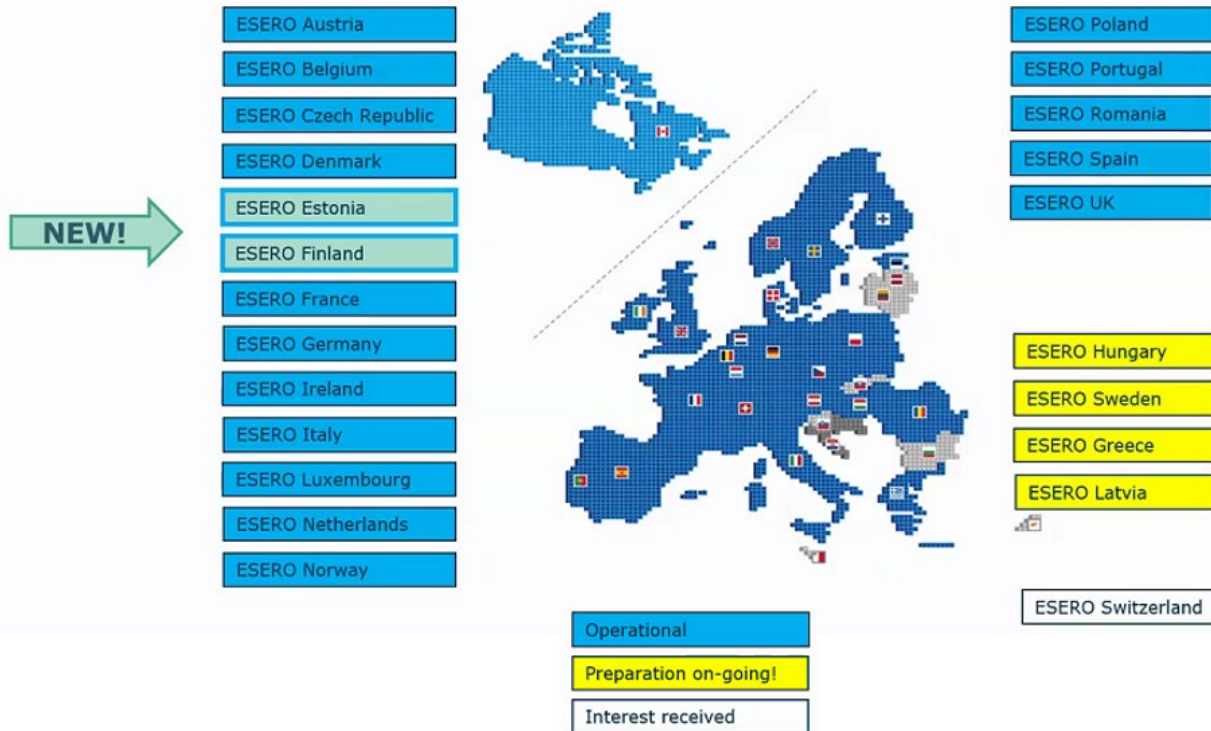 ESERO Austria
ESERO Belgium
ESERO Czech Republic
ESERO Denmark
ESERO Estonia
ESERO Finland
ESERO France
ESERO Germany
ESERO Ireland
ESERO Italy
ESERO Luxembourg
ESERO Netherlands
ESERO Norway
NEW!
ESERO Poland
ESERO Portugal
ESERO Romania
ESERO Spain
ESERO UK
ESERO Hungary
ESERO Sweden
ESERO Greece
ESERO Latvia
ESERO Switzerland
Operational
Preparation on-going!
Interest received